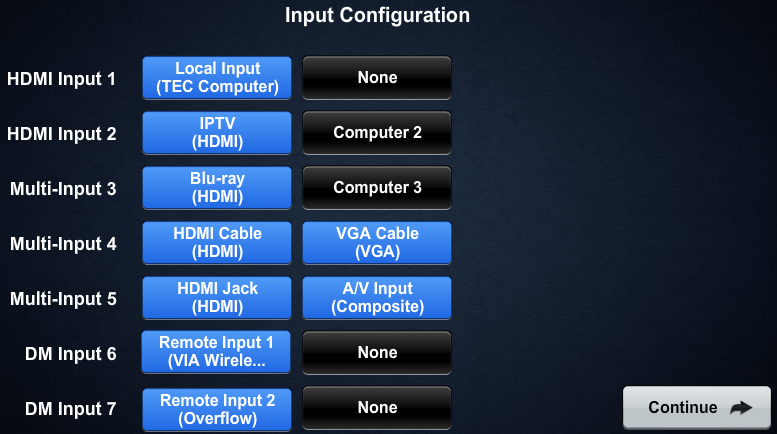 Input Configuration
HDMI Input 1
Local Input
(TEC Computer)
None
HDMI Input 2
IPTV
(HDMI)
Computer 2
Multi-Input 3
Blu-ray
(HDMI)
Computer 3
Multi-Input 4
HDMI Cable
(HDMI)
VGA Cable
(VGA)
Multi-Input 5
HDMI Jack
(HDMI)
A/V Input
(Composite)
DM Input 6
Remote Input 1
(VIA Wirele...
None
DM Input 7
Remote Input 2
(Overflow)
None
Continue